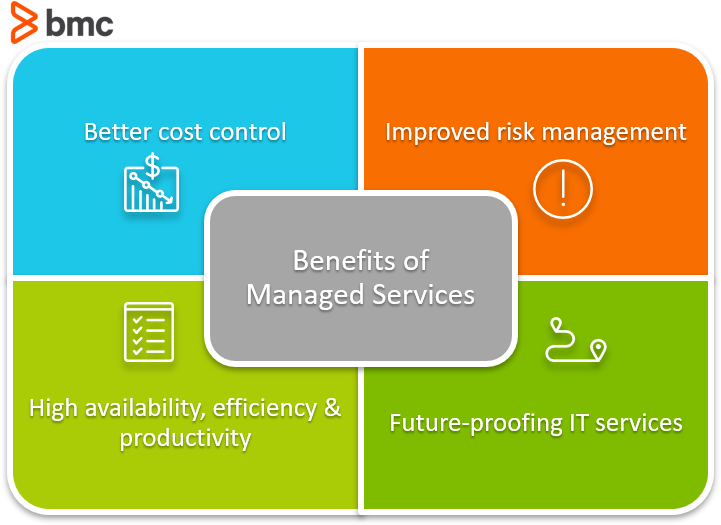 bmc
Better cost control
Improved risk management
$
Benefits of
Managed Services
High availability, efficiency &
productivity
Future-proofing IT services